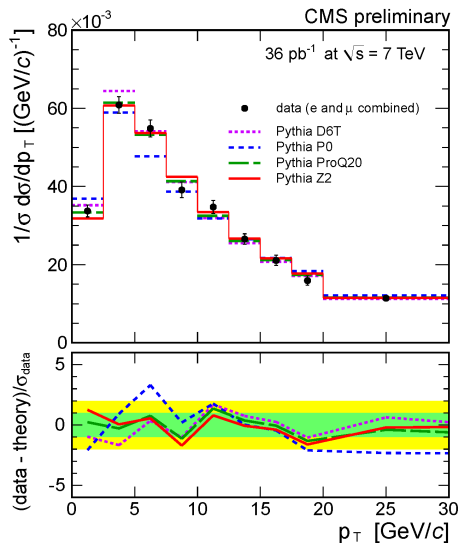 ×10⁻³
CMS preliminary
36 pb⁻¹ at √s = 7 TeV
data (e and μ combined)
Pythia D6T
Pythia P0
Pythia ProQ20
Pythia Z2
1/σ dσ/dp_T [(GeV/c)⁻¹]
80
60
40
20
0
(data - theory)/σ_data
5
0
-5
0 5 10 15 20 25 30
p_T [GeV/c]